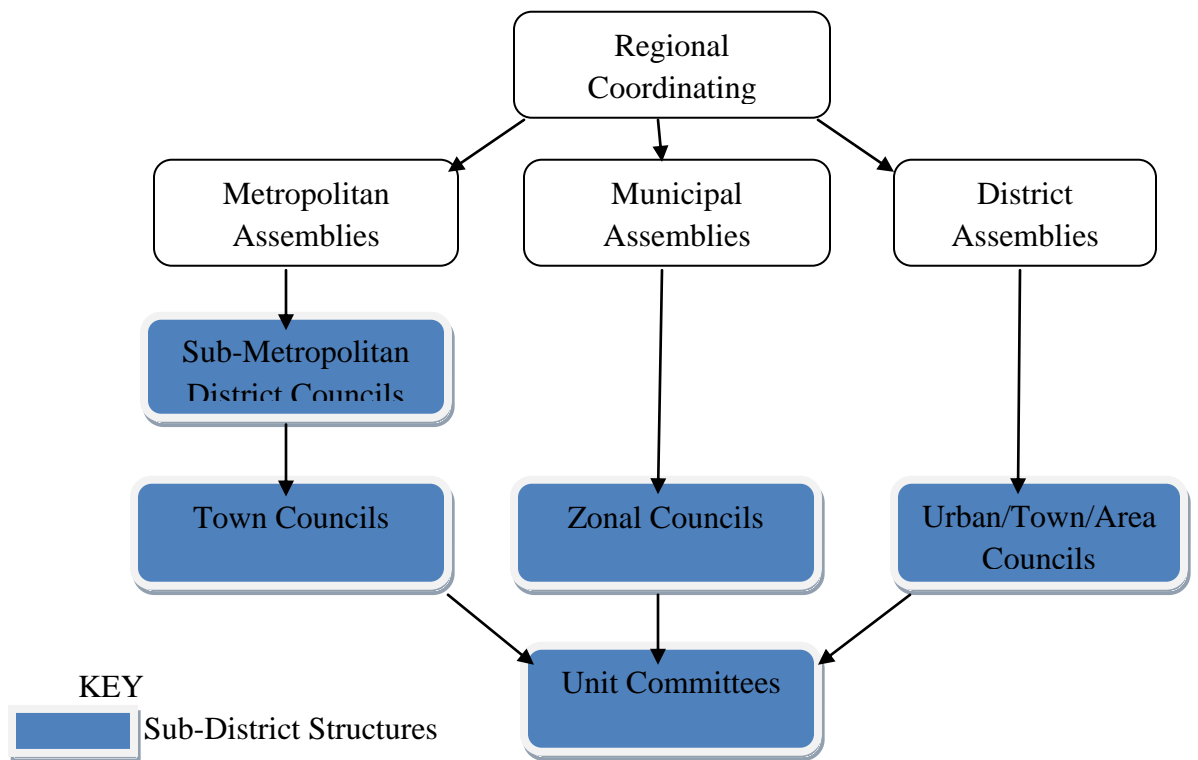 Regional
Coordinating
Metropolitan
Assemblies
Municipal
Assemblies
District
Assemblies
Sub-Metropolitan
District Councils
Town Councils
Zonal Councils
Urban/Town/Area
Councils
Unit Committees
KEY
Sub-District Structures